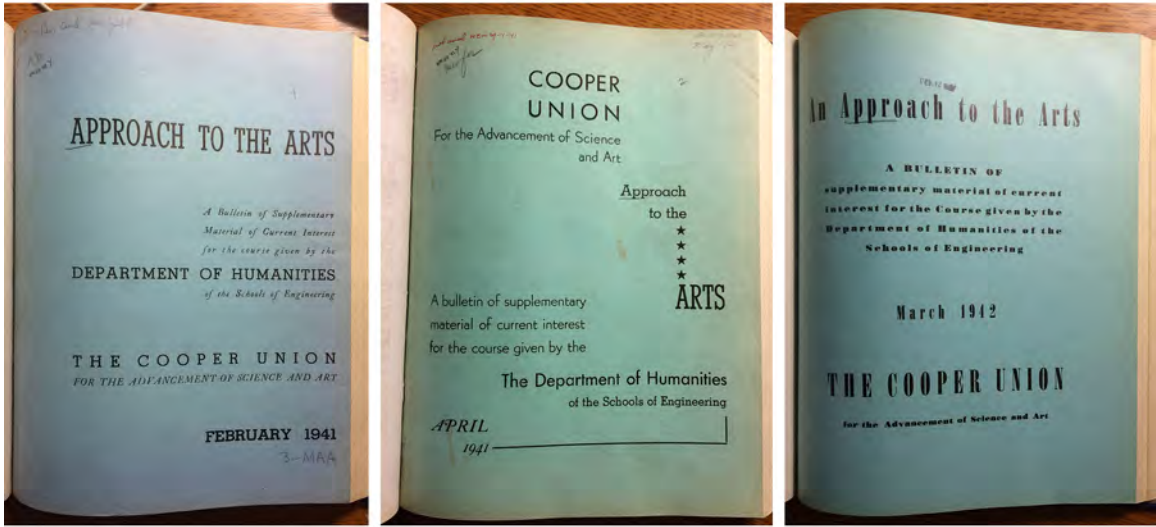 APPROACH TO THE ARTS
A Bulletin of Supplementary
Material of Current Interest
for the course given by the
DEPARTMENT OF HUMANITIES
of the Schools of Engineering
THE COOPER UNION
FOR THE ADVANCEMENT OF SCIENCE AND ART
FEBRUARY 1941
3-MAA
COOPER
UNION
For the Advancement of Science
and Art
Approach
to the
ARTS
A bulletin of supplementary
material of current interest
for the course given by the
The Department of Humanities
of the Schools of Engineering
APRIL
1941
An Approach to the Arts
A BULLETIN OF
supplementary material of current
interest for the Course given by the
Department of Humanities of the
Schools of Engineering
March 1942
THE COOPER UNION
for the Advancement of Science and Art